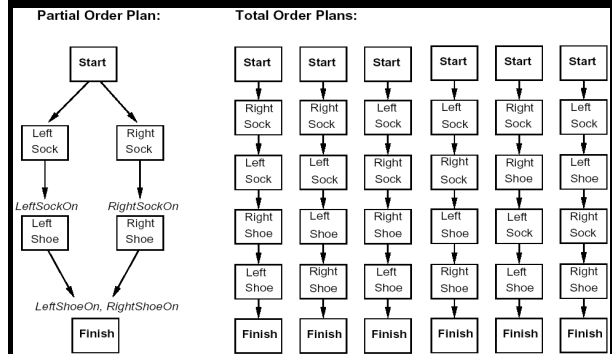 Partial Order Plan:
Total Order Plans:
Start
Left
Sock
Right
Sock
LeftSockOn
RightSockOn
Left
Shoe
Right
Shoe
LeftShoeOn, RightShoeOn
Finish
Start
Right
Sock
Left
Sock
Right
Shoe
Left
Shoe
Finish
Start
Right
Sock
Left
Sock
Left
Shoe
Right
Shoe
Finish
Start
Left
Sock
Right
Sock
Right
Shoe
Left
Shoe
Finish
Start
Left
Sock
Right
Sock
Left
Shoe
Right
Shoe
Finish
Start
Right
Sock
Right
Shoe
Left
Sock
Left
Shoe
Finish
Start
Left
Sock
Left
Shoe
Right
Sock
Right
Shoe
Finish